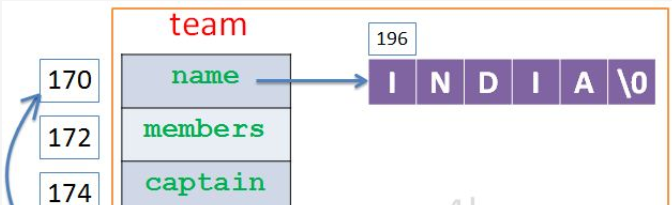 team
196
170
name
I N D I A \0
172
members
174
captain